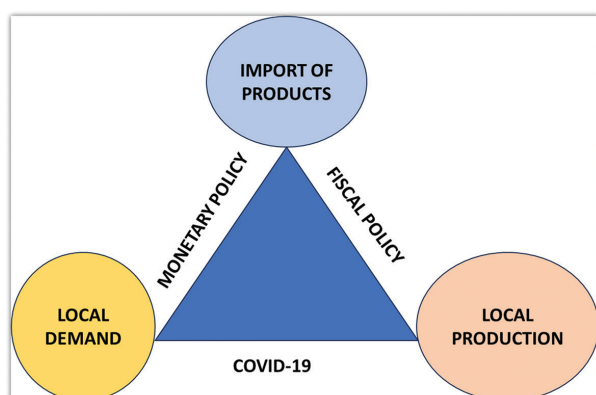 IMPORT OF
PRODUCTS
MONETARY POLICY
FISCAL POLICY
LOCAL
DEMAND
LOCAL
PRODUCTION
COVID-19